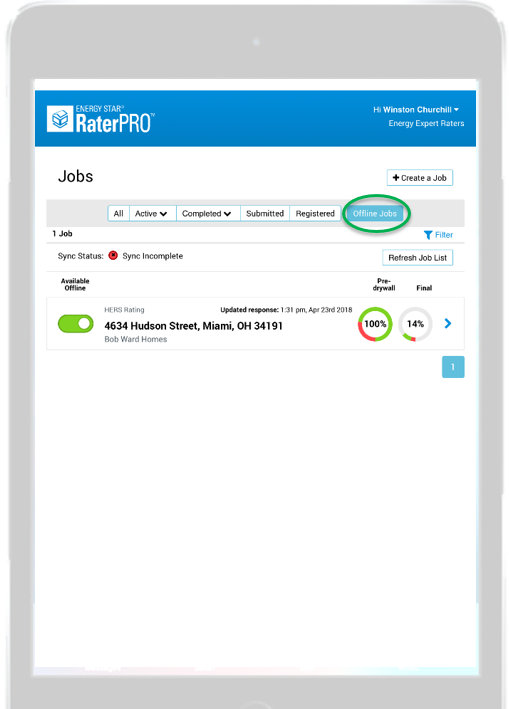 ENERGY STAR®
RaterPRO™
Hi Winston Churchill
Energy Expert Raters
Jobs
+ Create a Job
All Active Completed Submitted Registered Offline Jobs
1 Job
Filter
Sync Status: Sync Incomplete
Refresh Job List
Available
Offline
Pre-
drywall
Final
HERS Rating
Updated response: 1:31 pm, Apr 23rd 2018
4634 Hudson Street, Miami, OH 34191
Bob Ward Homes
100%
14%
1